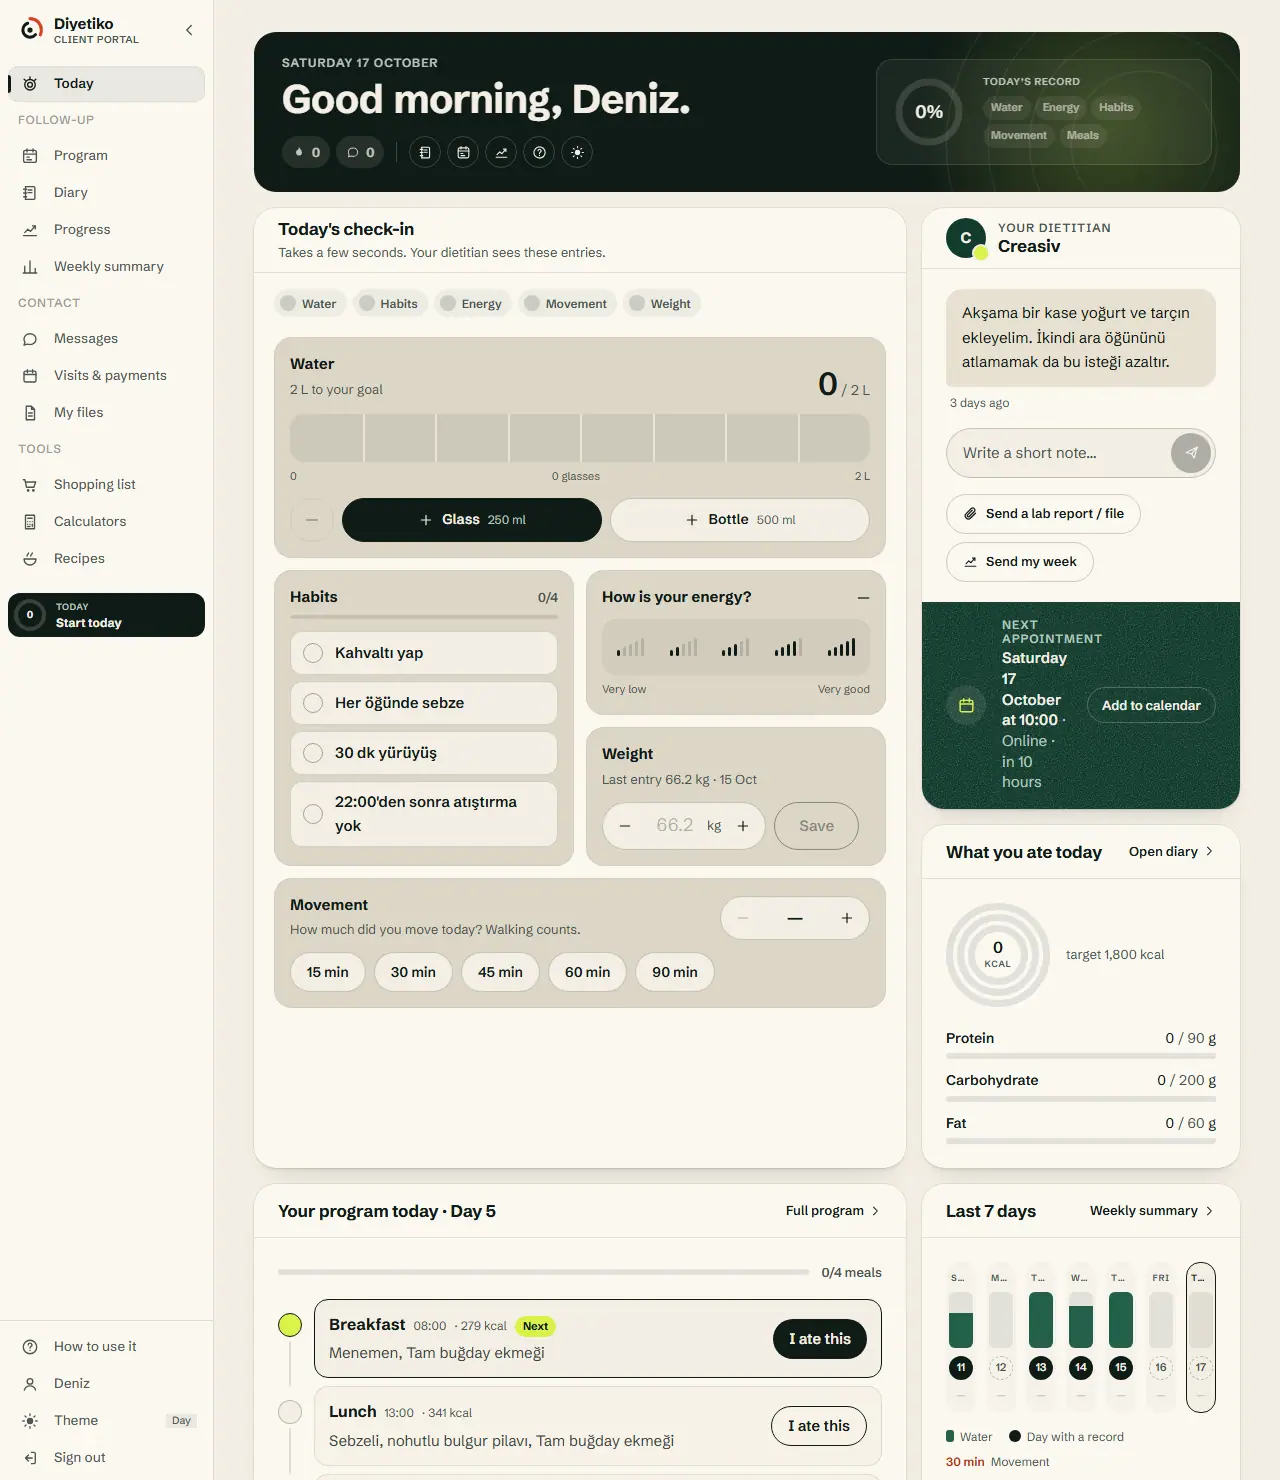 Diyetiko
CLIENT PORTAL
Today
FOLLOW-UP
Program
Diary
Progress
Weekly summary
CONTACT
Messages
Visits & payments
My files
TOOLS
Shopping list
Calculators
Recipes
0
TODAY
Start today
How to use it
Deniz
Theme
Day
Sign out
SATURDAY 17 OCTOBER
Good morning, Deniz.
0
0
0%
TODAY'S RECORD
Water Energy Habits
Movement Meals
Today's check-in
Takes a few seconds. Your dietitian sees these entries.
Water Habits Energy Movement Weight
Water
2 L to your goal
0 / 2 L
0
0 glasses
2 L
Glass 250 ml
Bottle 500 ml
Habits
0/4
Kahvaltı yap
Her öğünde sebze
30 dk yürüyüş
22:00'den sonra atıştırma
yok
How is your energy?
—
Very low
Very good
Weight
Last entry 66.2 kg · 15 Oct
− 66.2 kg +
Save
Movement
How much did you move today? Walking counts.
− — +
15 min 30 min 45 min 60 min 90 min
C
YOUR DIETITIAN
Creasiv
Akşama bir kase yoğurt ve tarçın
ekleyelim. İkindi ara öğününü
atlamamak da bu isteği azaltır.
3 days ago
Write a short note...
Send a lab report / file
Send my week
NEXT
APPOINTMENT
Saturday
17
October
at 10:00 ·
Online ·
in 10
hours
Add to calendar
What you ate today
Open diary
0
KCAL
target 1,800 kcal
Protein
0 / 90 g
Carbohydrate
0 / 200 g
Fat
0 / 60 g
Your program today · Day 5
Full program
0/4 meals
Breakfast 08:00 · 279 kcal Next
Menemen, Tam buğday ekmeği
I ate this
Lunch 13:00 · 341 kcal
Sebzeli, nohutlu bulgur pilavı, Tam buğday ekmeği
I ate this
Last 7 days
Weekly summary
S... M... T... W... T... FRI T...
11 12 13 14 15 16 17
— — — — — — —
Water
Day with a record
30 min Movement